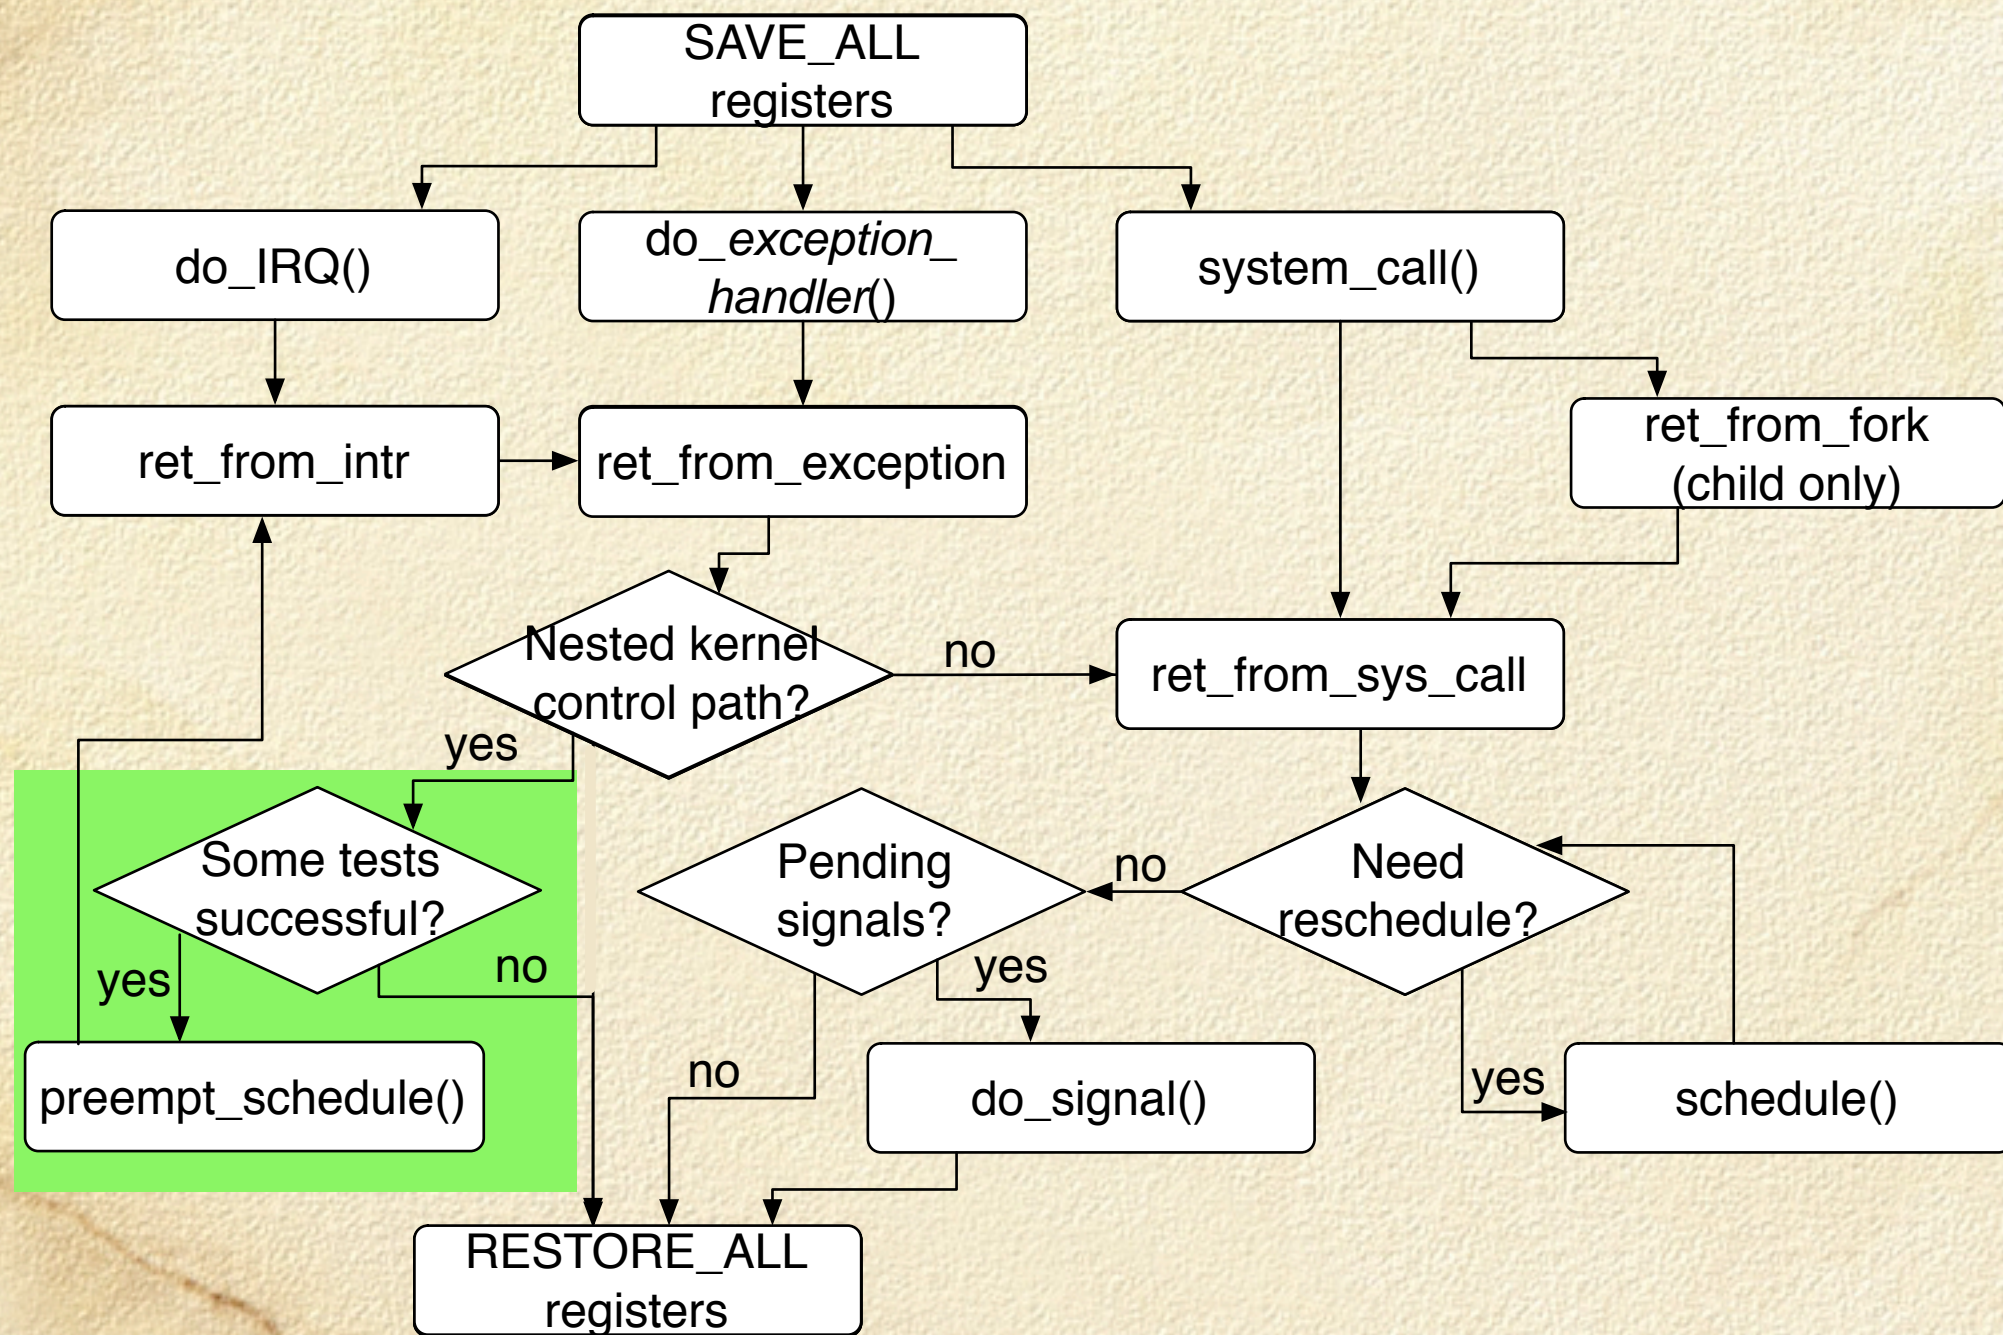 SAVE_ALL
registers
do_IRQ()
do_exception_
handler()
system_call()
ret_from_intr
ret_from_exception
ret_from_fork
(child only)
Nested kernel
control path?
no
ret_from_sys_call
yes
Some tests
successful?
Pending
signals?
no
Need
reschedule?
yes
no
yes
preempt_schedule()
no
do_signal()
yes
schedule()
RESTORE_ALL
registers